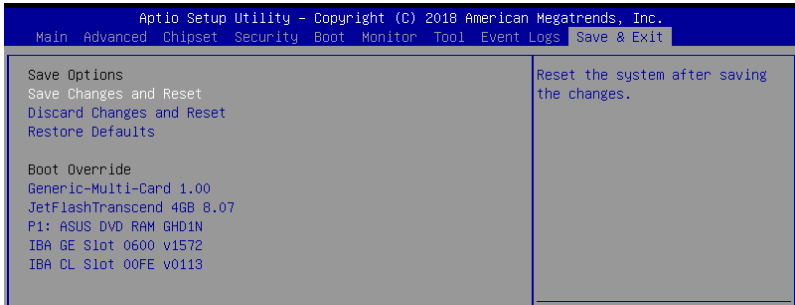 Aptio Setup Utility – Copyright (C) 2018 American Megatrends, Inc.
Main Advanced Chipset Security Boot Monitor Tool Event Logs Save & Exit
Save Options
Save Changes and Reset
Discard Changes and Reset
Restore Defaults
Boot Override
Generic-Multi-Card 1.00
JetFlashTranscend 4GB 8.07
P1: ASUS DVD RAM GHD1N
IBA GE Slot 0600 v1572
IBA CL Slot 00FE v0113
Reset the system after saving
the changes.